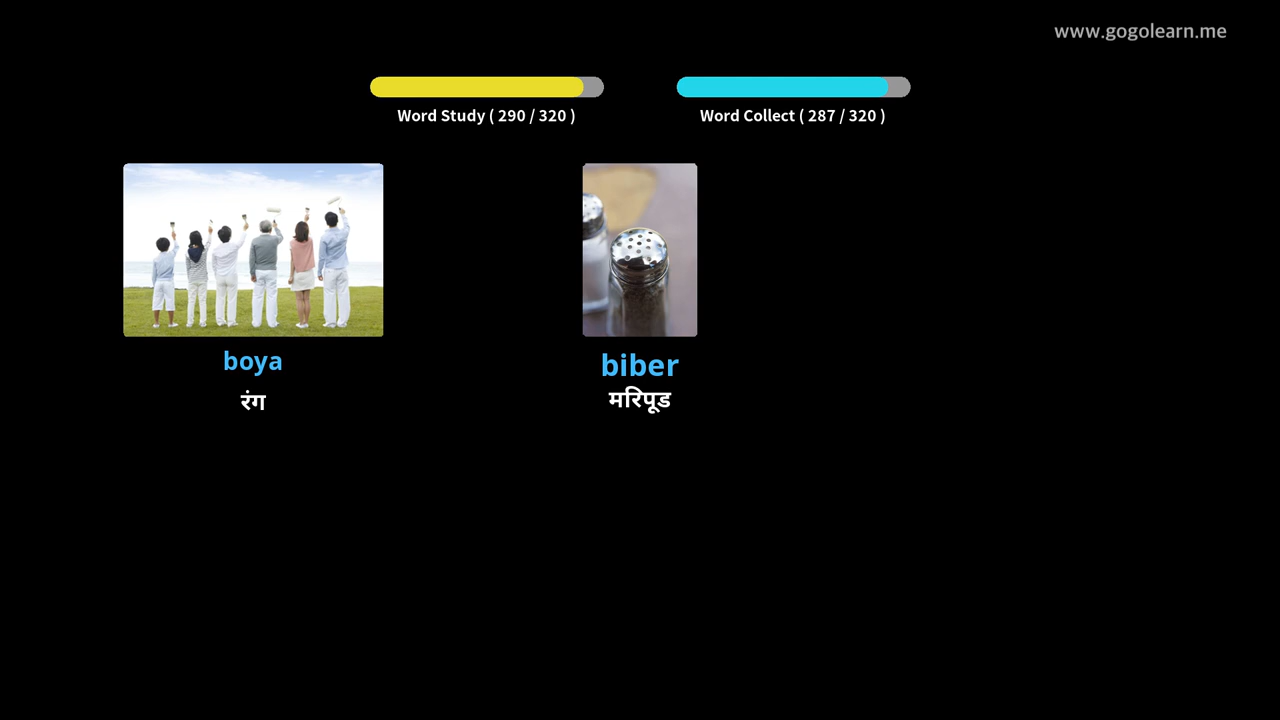 www.gogolearn.me
Word Study ( 290 / 320 )
Word Collect ( 287 / 320 )
boya
रंग
biber
मरिपूड